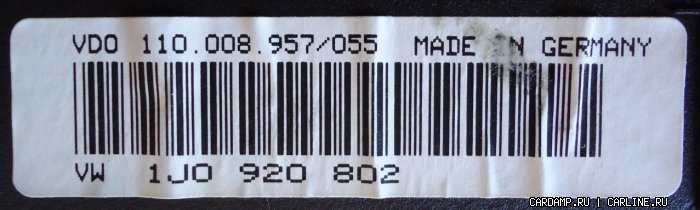 VDO 110.008.957/055 MADE IN GERMANY
VW 1J0 920 802
CARDAMP.RU | CARLINE.RU